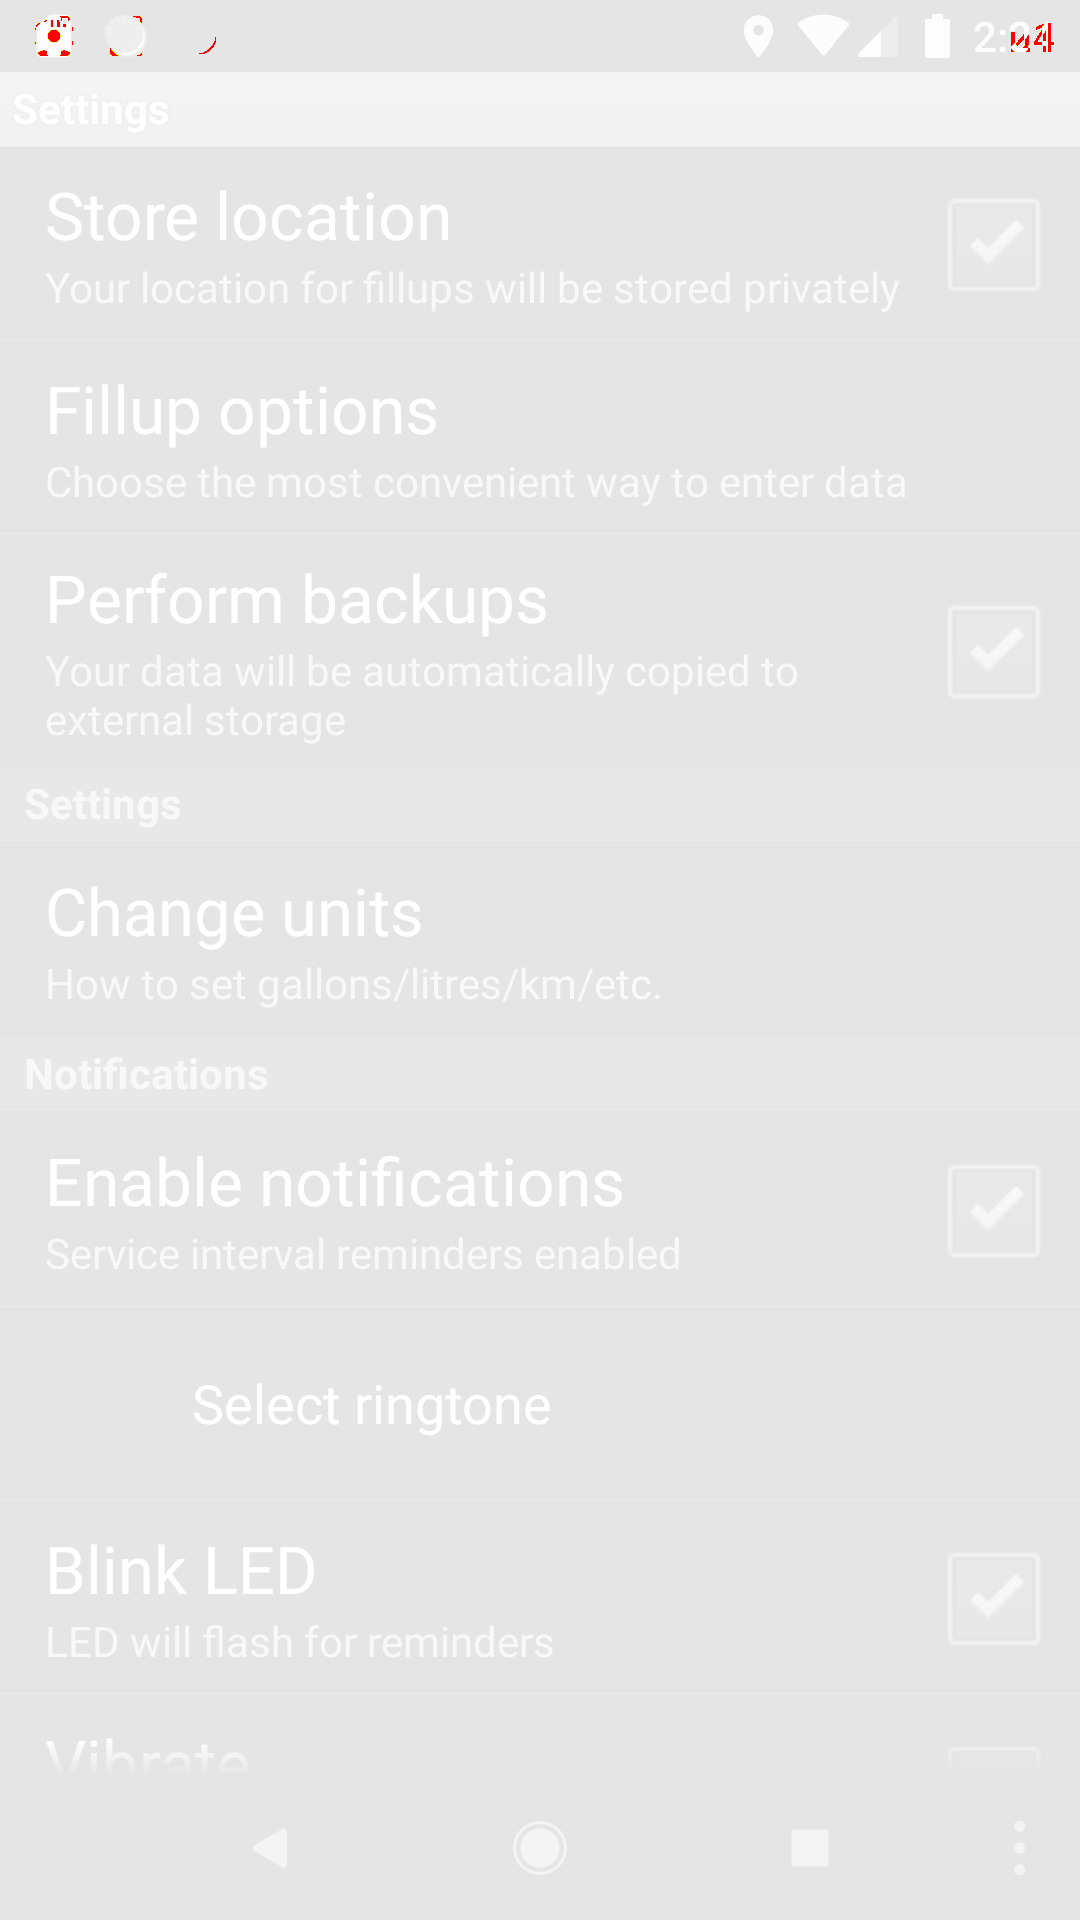 Settings
Store location
Your location for fillups will be stored privately
Fillup options
Choose the most convenient way to enter data
Perform backups
Your data will be automatically copied to
external storage
Settings
Change units
How to set gallons/litres/km/etc.
Notifications
Enable notifications
Service interval reminders enabled
Select ringtone
Blink LED
LED will flash for reminders
Vibrate